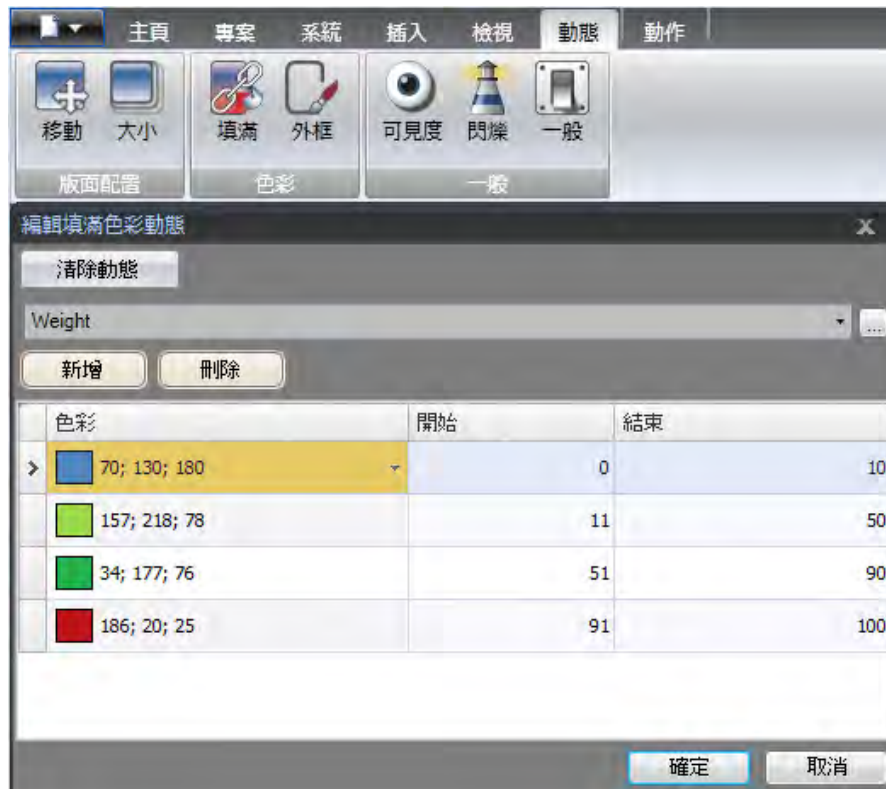 主頁 專案 系統 插入 檢視 動態 動作
移動 大小 填滿 外框 可見度 閃爍 一般
版面配置 色彩 一般
編輯填滿色彩動態 x
清除動態
Weight ...
新增 刪除
色彩 開始 結束
70; 130; 180 0 10
157; 218; 78 11 50
34; 177; 76 51 90
186; 20; 25 91 100
確定 取消